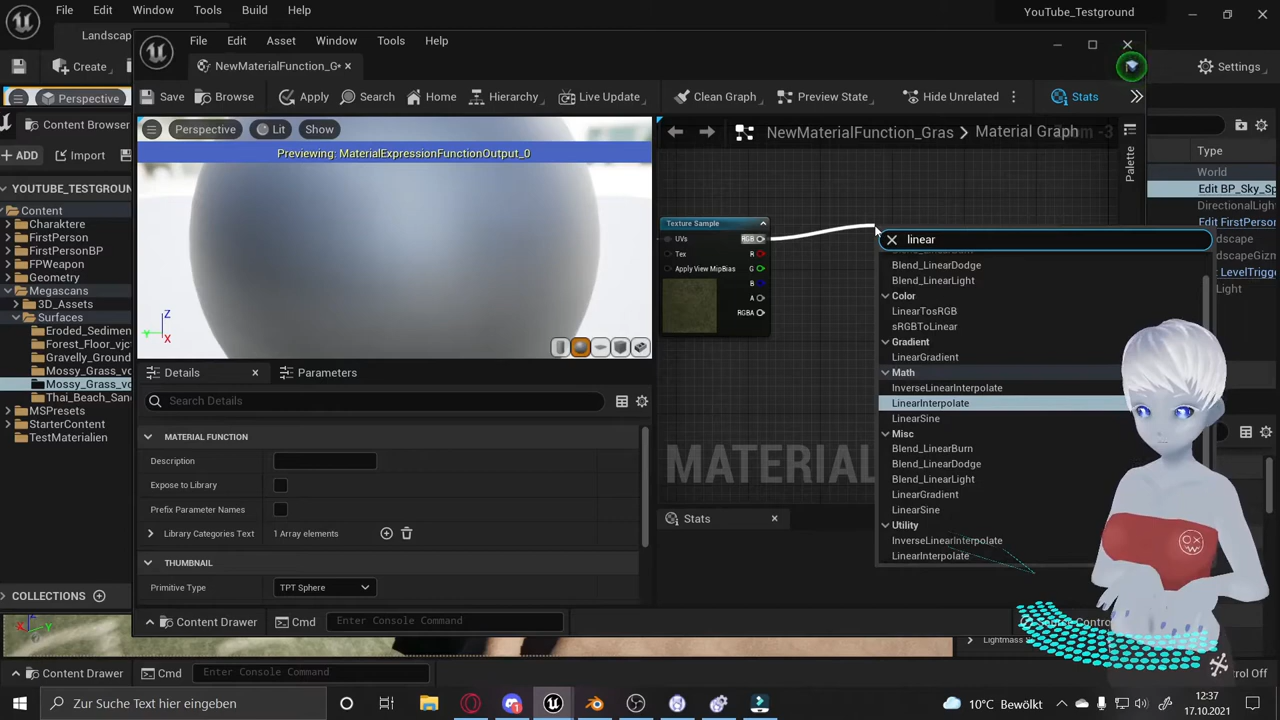 File Edit Window Tools Build Help
YouTube_Testground
Landscap
File Edit Asset Window Tools Help
NewMaterialFunction_G•
Create
Settings
Save Browse Apply Search Home Hierarchy Live Update Clean Graph Preview State Hide Unrelated Stats
Perspective
Perspective Lit Show
NewMaterialFunction_Gras > Material Graph
Zoom -3
Previewing: MaterialExpressionFunctionOutput_0
Content Browser
ADD Import
Palette
Type
World
Edit BP_Sky_Sp
DirectionalLight
Edit FirstPerson
YOUTUBE_TESTGROUND
Content
Charaktere
FirstPerson
FirstPersonBP
FPWeapon
Geometry
Megascans
3D_Assets
Surfaces
Eroded_Sedimen
Forest_Floor_vjc
Gravelly_Ground
Mossy_Grass_vc
Mossy_Grass_vc
Thai_Beach_San
MSPresets
StarterContent
TestMaterialien
Texture Sample
UVs RGB
Tex R
Apply View MipBias G
B
A
RGBA
linear
Blend_LinearDodge
Blend_LinearLight
Color
LinearTosRGB
sRGBToLinear
Gradient
LinearGradient
Math
InverseLinearInterpolate
LinearInterpolate
LinearSine
Misc
Blend_LinearBurn
Blend_LinearDodge
Blend_LinearLight
LinearGradient
LinearSine
Utility
InverseLinearInterpolate
LinearInterpolate
X
Y
Z
MATERIAL
Details Parameters
Search Details
MATERIAL FUNCTION
Description
Expose to Library
Prefix Parameter Names
Library Categories Text 1 Array elements
THUMBNAIL
Primitive Type TPT Sphere
Stats
COLLECTIONS
Content Drawer Cmd Enter Console Command
Content Drawer Cmd Enter Console Command
Zur Suche Text hier eingeben
10°C Bewölkt
12:37
17.10.2021